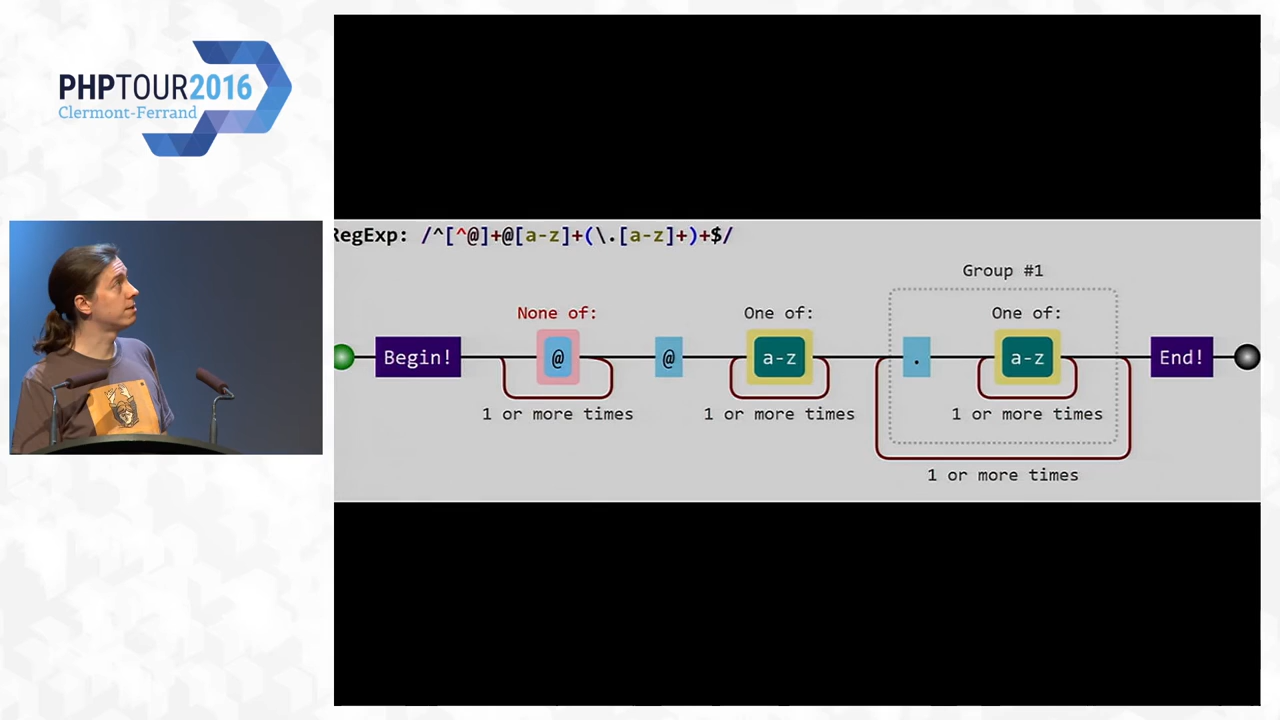 PHPTOUR2016
Clermont-Ferrand
RegExp: /^[^@]+@[a-z]+(\.[a-z]+)+$/
Group #1
None of:
One of:
One of:
Begin!
@
@
a-z
.
a-z
End!
1 or more times
1 or more times
1 or more times
1 or more times